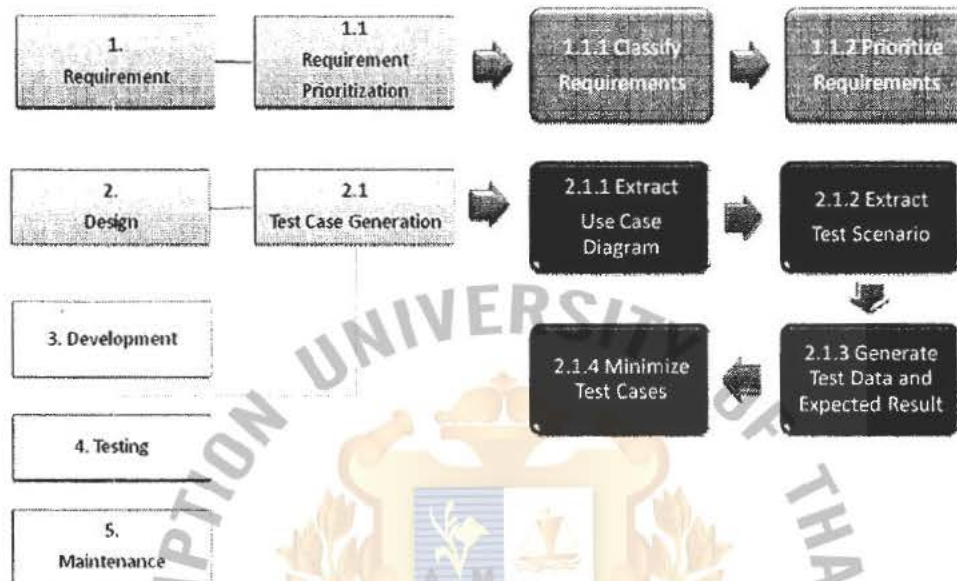 1.
Requirement
1.1
Requirement
Prioritization
1.1.1 Classify
Requirements
1.1.2 Prioritize
Requirements
2.
Design
2.1
Test Case Generation
2.1.1 Extract
Use Case
Diagram
2.1.2 Extract
Test Scenario
3. Development
2.1.4 Minimize
Test Cases
2.1.3 Generate
Test Data and
Expected Result
4. Testing
5.
Maintenance
UNIVERSITY OF